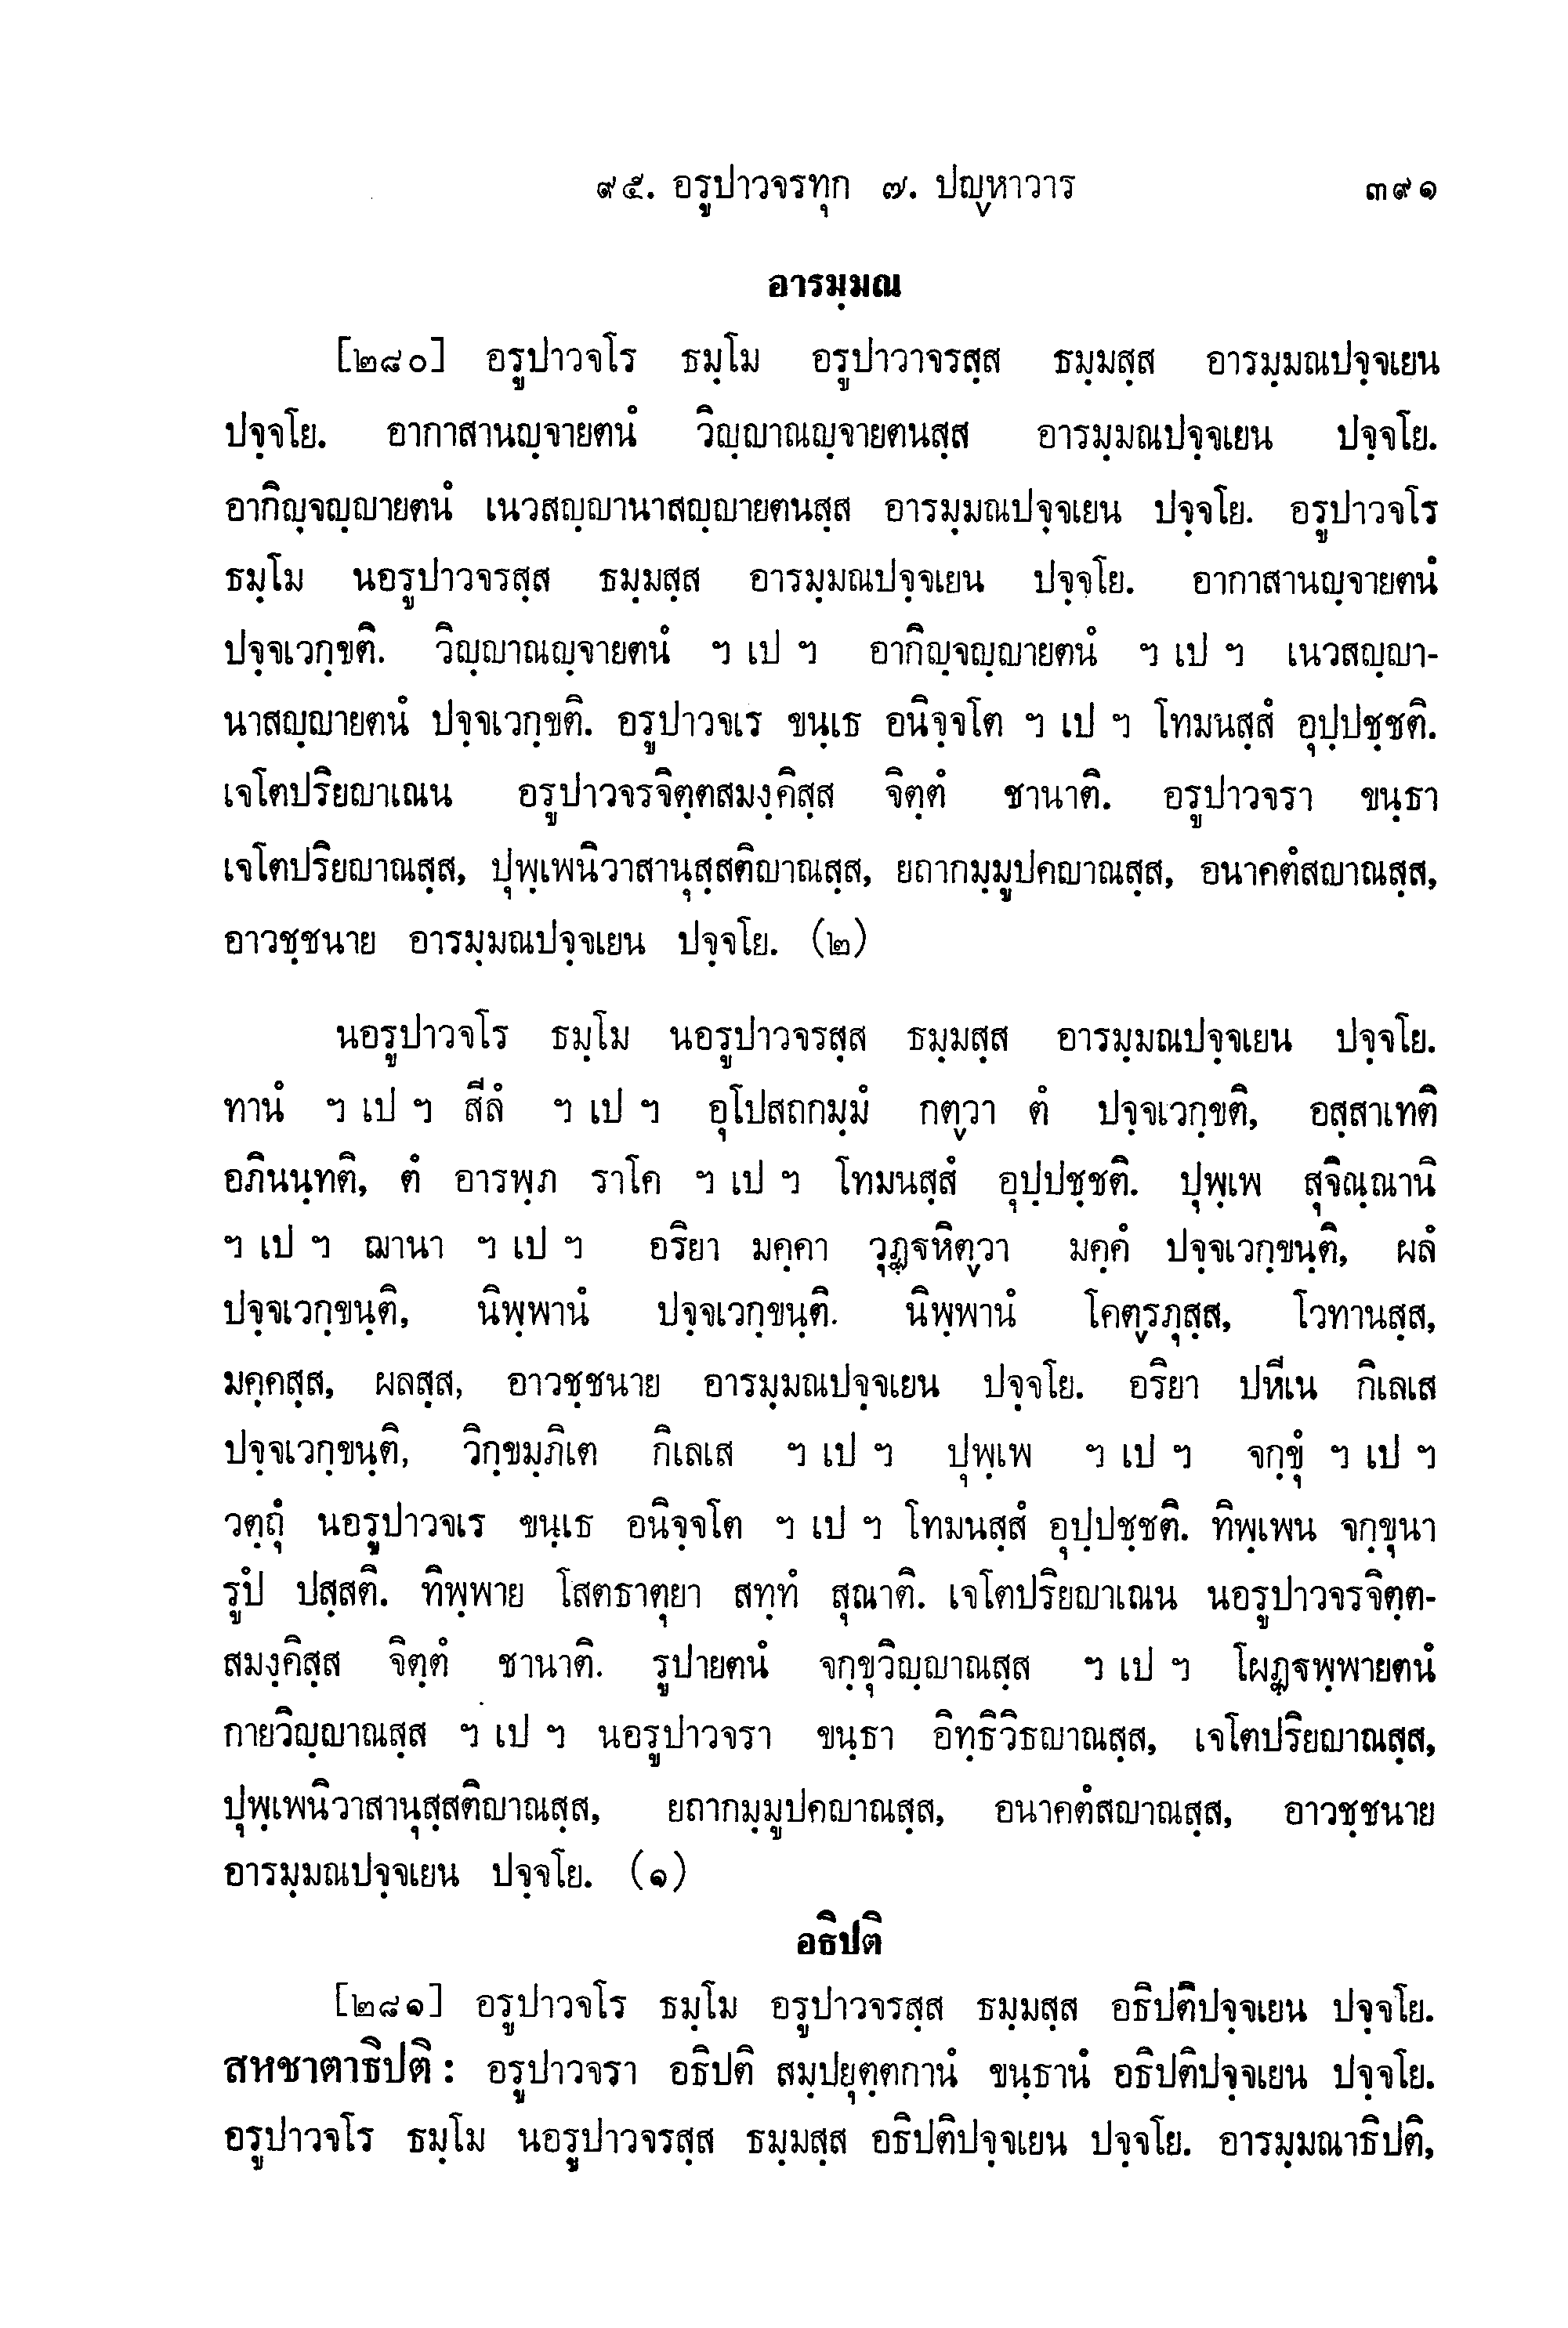 ๙๕. อรูปาวจรทุก ๗. ปญฺหาวาร ๓๙๑
อารมฺมณ
[๒๘๐] อรูปาวจโร ธมฺโม อรูปาวาจรสฺส ธมฺมสฺส อารมฺมณปจฺจเยน
ปจฺจโย. อากาสานญฺจายตนํ วิญฺญาณญฺจายตนสฺส อารมฺมณปจฺจเยน ปจฺจโย.
อากิญฺจญฺญายตนํ เนวสญฺญานาสญฺญายตนสฺส อารมฺมณปจฺจเยน ปจฺจโย. อรูปาวจโร
ธมฺโม นอรูปาวจรสฺส ธมฺมสฺส อารมฺมณปจฺจเยน ปจฺจโย. อากาสานญฺจายตนํ
ปจฺจเวกฺขติ. วิญฺญาณญฺจายตนํ ฯ เป ฯ อากิญฺจญฺญายตนํ ฯ เป ฯ เนวสญฺญา-
นาสญฺญายตนํ ปจฺจเวกฺขติ. อรูปาวจเร ขนฺเธ อนิจฺจโต ฯ เป ฯ โทมนสฺสํ อุปฺปชฺชติ.
เจโตปริยญาเณน อรูปาวจรจิตฺตสมงฺคิสฺส จิตฺตํ ชานาติ. อรูปาวจรา ขนฺธา
เจโตปริยญาณสฺส, ปุพฺเพนิวาสานุสฺสติญาณสฺส, ยถากมฺมูปคญาณสฺส, อนาคตํสญาณสฺส,
อาวชฺชนาย อารมฺมณปจฺจเยน ปจฺจโย. (๒)
นอรูปาวจโร ธมฺโม นอรูปาวจรสฺส ธมฺมสฺส อารมฺมณปจฺจเยน ปจฺจโย.
ทานํ ฯ เป ฯ สีลํ ฯ เป ฯ อุโปสถกมฺมํ กตฺวา ตํ ปจฺจเวกฺขติ, อสฺสาเทติ
อภินนฺทติ, ตํ อารพฺภ ราโค ฯ เป ฯ โทมนสฺสํ อุปฺปชฺชติ. ปุพฺเพ สุจิณฺณานิ
ฯ เป ฯ ฌานา ฯ เป ฯ อริยา มคฺคา วุฏฺฐหิตฺวา มคฺคํ ปจฺจเวกฺขนฺติ, ผลํ
ปจฺจเวกฺขนฺติ, นิพฺพานํ ปจฺจเวกฺขนฺติ. นิพฺพานํ โคตฺรภุสฺส, โวทานสฺส,
มคฺคสฺส, ผลสฺส, อาวชฺชนาย อารมฺมณปจฺจเยน ปจฺจโย. อริยา ปหีเน กิเลเส
ปจฺจเวกฺขนฺติ, วิกฺขมฺภิเต กิเลเส ฯ เป ฯ ปุพฺเพ ฯ เป ฯ จกฺขุํ ฯ เป ฯ
วตฺถุํ นอรูปาวจเร ขนฺเธ อนิจฺจโต ฯ เป ฯ โทมนสฺสํ อุปฺปชฺชติ. ทิพฺเพน จกฺขุนา
รูปํ ปสฺสติ. ทิพฺพาย โสตธาตุยา สทฺทํ สุณาติ. เจโตปริยญาเณน นอรูปาวจรจิตฺต-
สมงฺคิสฺส จิตฺตํ ชานาติ. รูปายตนํ จกฺขุวิญฺญาณสฺส ฯ เป ฯ โผฏฺฐพฺพายตนํ
กายวิญฺญาณสฺส ฯ เป ฯ นอรูปาวจรา ขนฺธา อิทฺธิวิธญาณสฺส, เจโตปริยญาณสฺส,
ปุพฺเพนิวาสานุสฺสติญาณสฺส, ยถากมฺมูปคญาณสฺส, อนาคตํสญาณสฺส, อาวชฺชนาย
อารมฺมณปจฺจเยน ปจฺจโย. (๑)
อธิปติ
[๒๘๑] อรูปาวจโร ธมฺโม อรูปาวจรสฺส ธมฺมสฺส อธิปติปจฺจเยน ปจฺจโย.
สหชาตาธิปติ : อรูปาวจรา อธิปติ สมฺปยุตฺตกานํ ขนฺธานํ อธิปติปจฺจเยน ปจฺจโย.
อรูปาวจโร ธมฺโม นอรูปาวจรสฺส ธมฺมสฺส อธิปติปจฺจเยน ปจฺจโย. อารมฺมณาธิปติ,